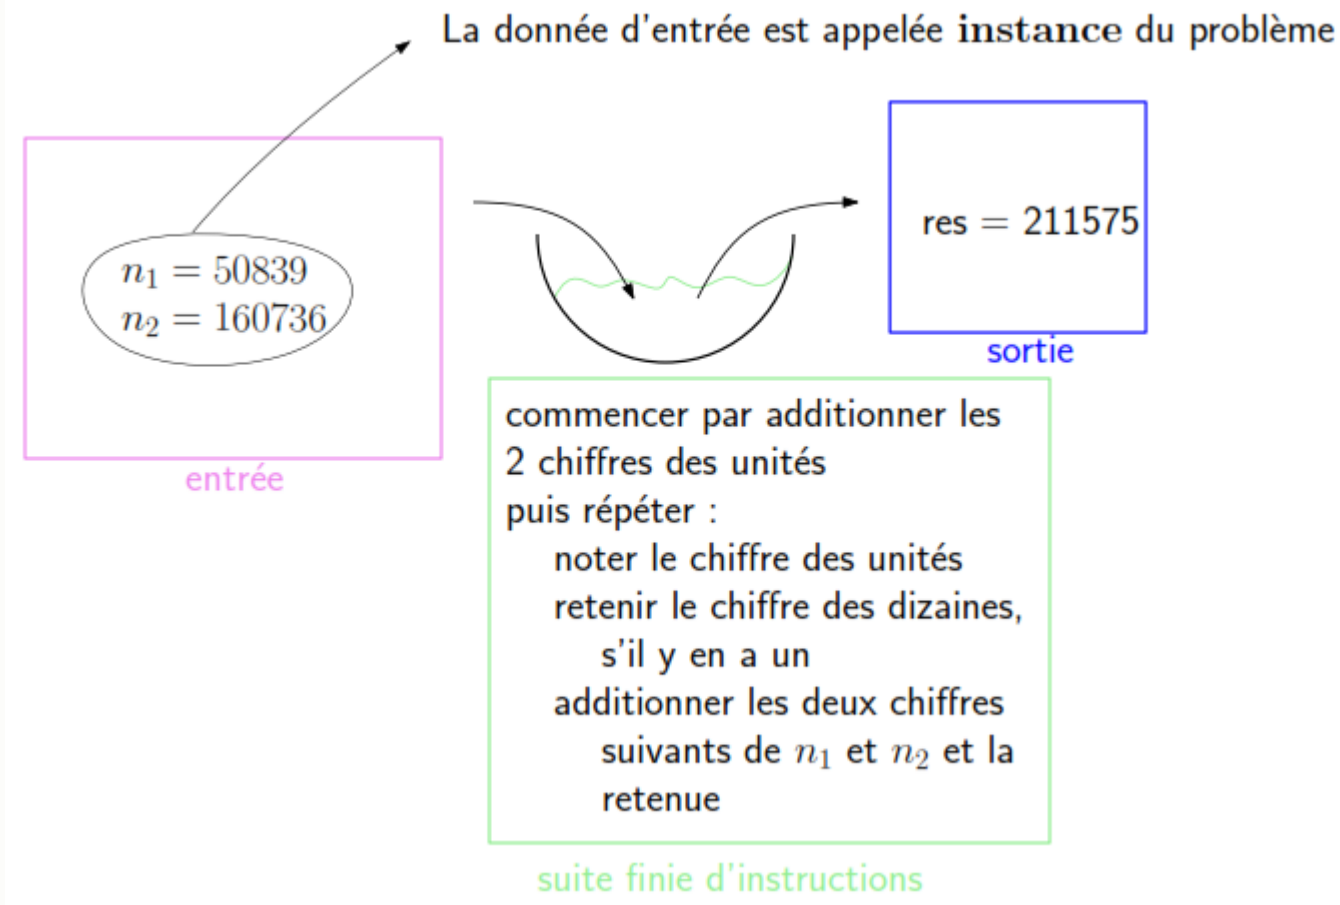 La donnée d'entrée est appelée instance du problème
n₁ = 50839
n₂ = 160736
entrée
res = 211575
sortie
commencer par additionner les
2 chiffres des unités
puis répéter :
noter le chiffre des unités
retenir le chiffre des dizaines,
s'il y en a un
additionner les deux chiffres
suivants de n₁ et n₂ et la
retenue
suite finie d'instructions